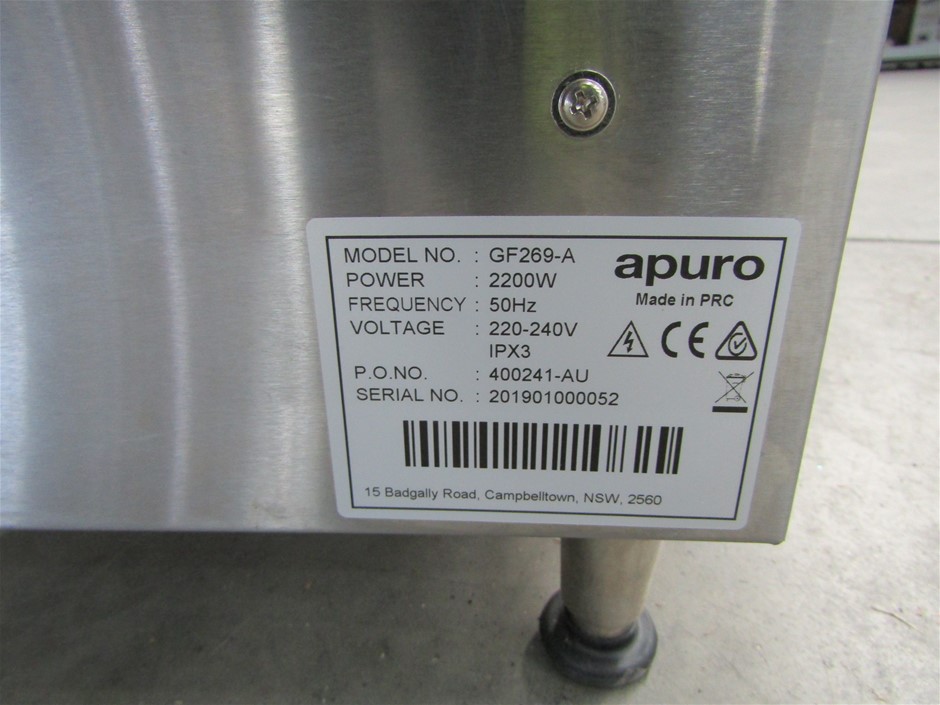 MODEL NO. : GF269-A
apuro
POWER : 2200W
Made in PRC
FREQUENCY : 50Hz
VOLTAGE : 220-240V
IPX3
CE
P.O.NO. : 400241-AU
SERIAL NO. : 201901000052
15 Badgally Road, Campbelltown, NSW, 2560